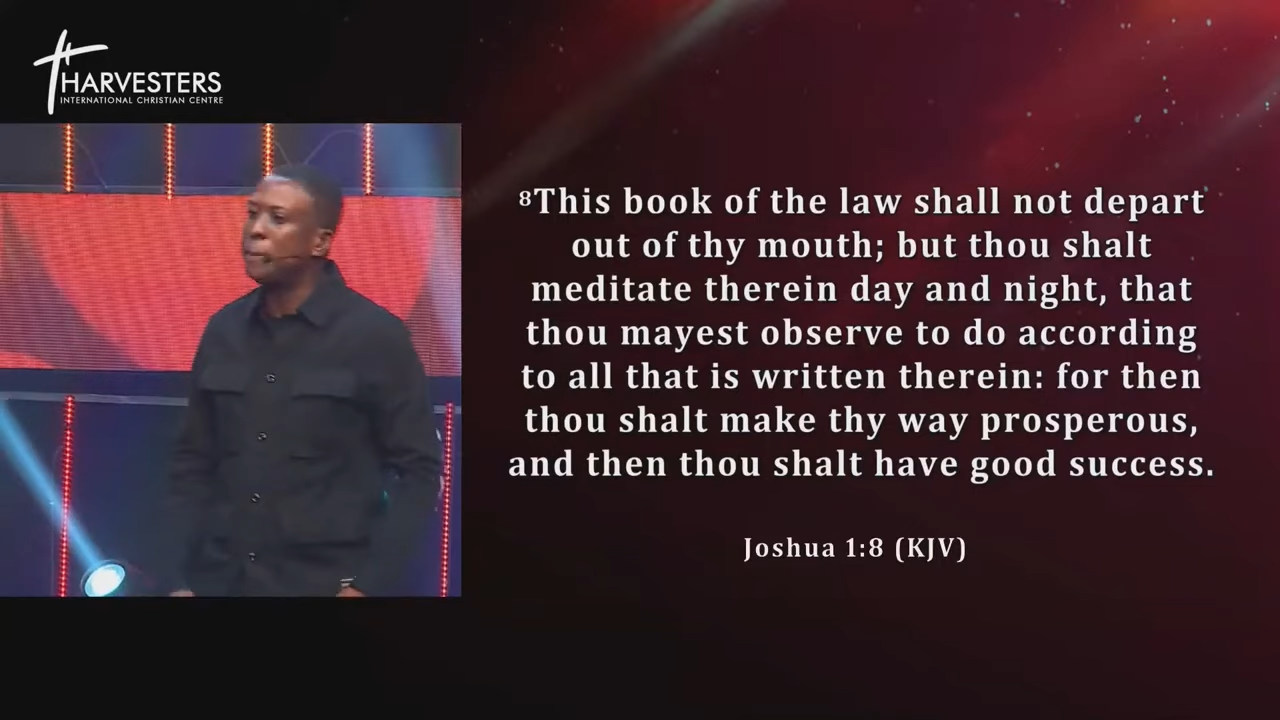 HARVESTERS
INTERNATIONAL CHRISTIAN CENTRE
⁸This book of the law shall not depart
out of thy mouth; but thou shalt
meditate therein day and night, that
thou mayest observe to do according
to all that is written therein: for then
thou shalt make thy way prosperous,
and then thou shalt have good success.
Joshua 1:8 (KJV)